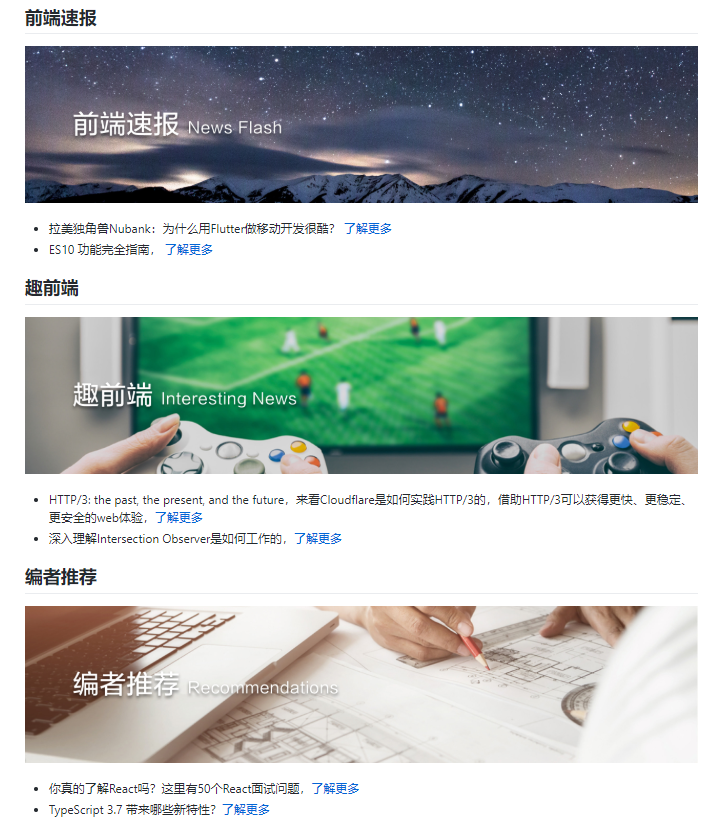 前端速报
前端速报 News Flash
拉美独角兽Nubank：为什么用Flutter做移动开发很酷？ 了解更多
ES10 功能完全指南， 了解更多
趣前端
趣前端 Interesting News
HTTP/3: the past, the present, and the future，来看Cloudflare是如何实践HTTP/3的，借助HTTP/3可以获得更快、更稳定、
更安全的web体验，了解更多
深入理解Intersection Observer是如何工作的，了解更多
编者推荐
编者推荐 Recommendations
你真的了解React吗？这里有50个React面试问题，了解更多
TypeScript 3.7 带来哪些新特性？了解更多